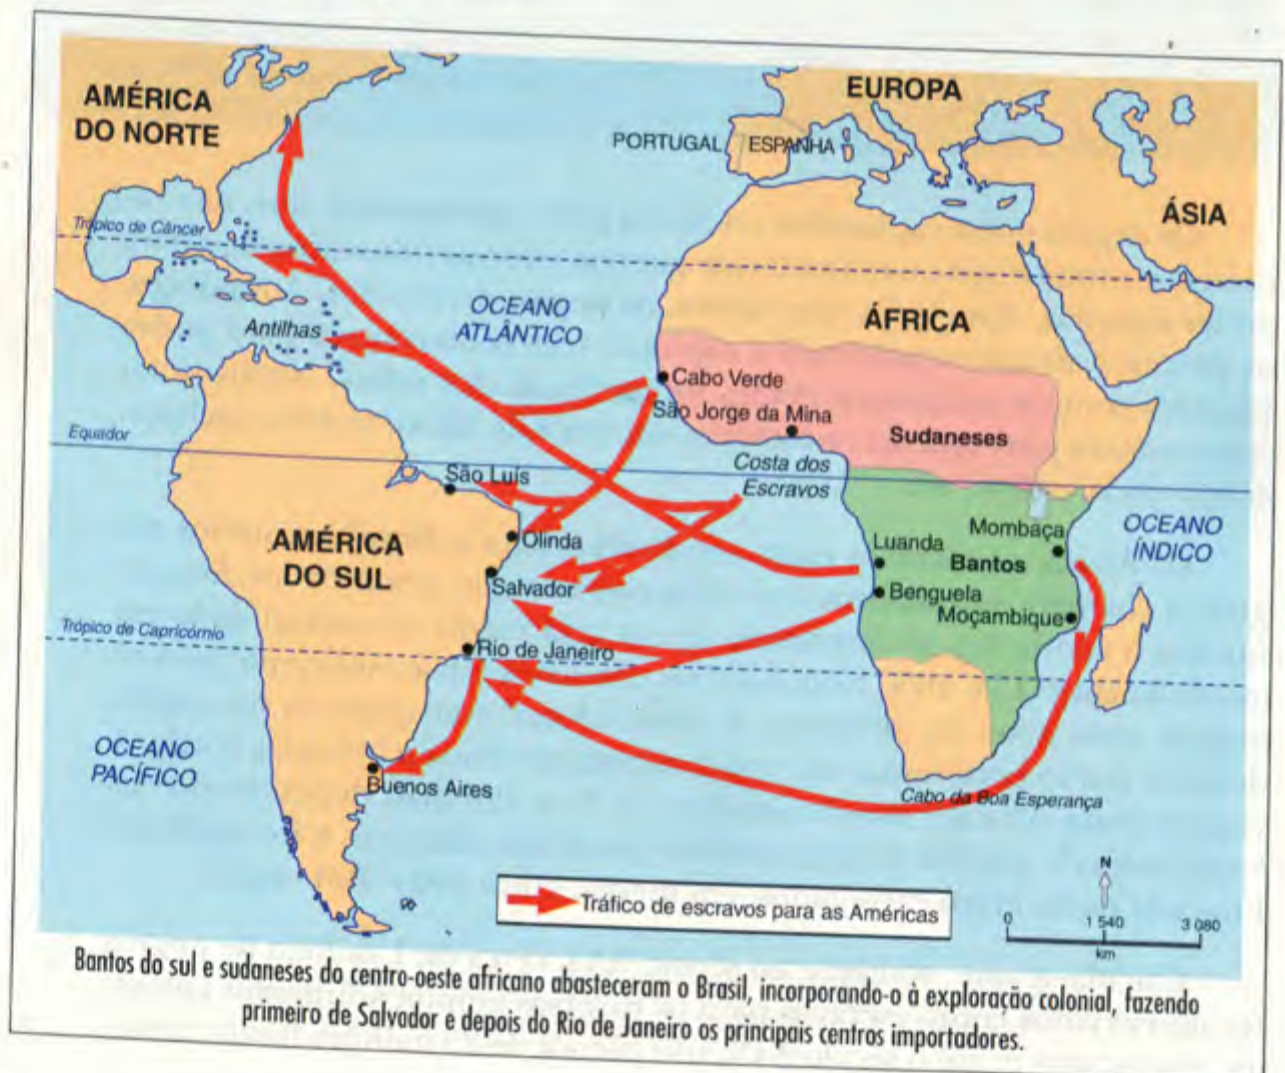 AMÉRICA
DO NORTE
EUROPA
PORTUGAL
ESPANHA
ÁSIA
Trópico de Câncer
OCEANO
ATLÂNTICO
Antilhas
ÁFRICA
Cabo Verde
São Jorge da Mina
Sudaneses
Equador
Costa dos
Escravos
São Luís
Olinda
AMÉRICA
DO SUL
Salvador
Luanda
Mombaça
Bantos
Benguela
Moçambique
OCEANO
ÍNDICO
Trópico de Capricórnio
Rio de Janeiro
OCEANO
PACÍFICO
Buenos Aires
Cabo da Boa Esperança
N
Tráfico de escravos para as Américas
0 1 540 3 080
km
Bantos do sul e sudaneses do centro-oeste africano abasteceram o Brasil, incorporando-o à exploração colonial, fazendo
primeiro de Salvador e depois do Rio de Janeiro os principais centros importadores.